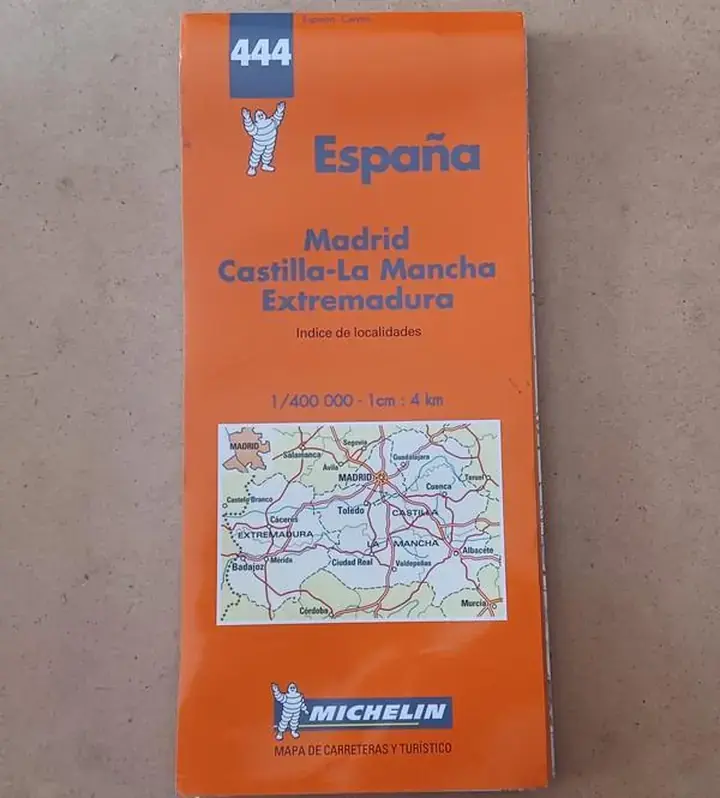 444
España
Madrid
Castilla-La Mancha
Extremadura
Indice de localidades
1/400 000 - 1cm : 4 km
MADRID
Segovia
Salamanca
Avila
Guadalajara
MADRID
Teruel
Cuenca
Castelo Branco
Toledo
CASTILLA
Cáceres
EXTREMADURA
LA MANCHA
Albacete
Badajoz
Mérida
Ciudad Real
Valdepeñas
Córdoba
Murcia
MICHELIN
MAPA DE CARRETERAS Y TURÍSTICO